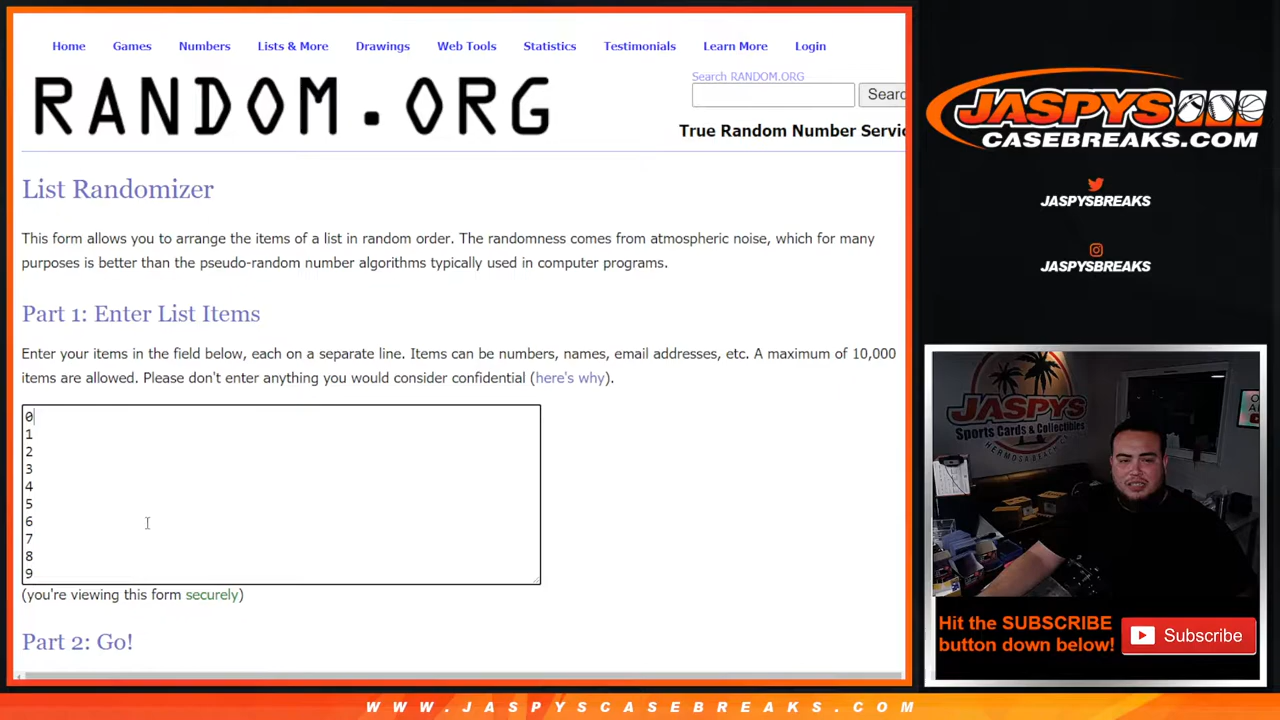 Home Games Numbers Lists & More Drawings Web Tools Statistics Testimonials Learn More Login
RANDOM.ORG
Search RANDOM.ORG
True Random Number Servic
List Randomizer
This form allows you to arrange the items of a list in random order. The randomness comes from atmospheric noise, which for many
purposes is better than the pseudo-random number algorithms typically used in computer programs.
Part 1: Enter List Items
Enter your items in the field below, each on a separate line. Items can be numbers, names, email addresses, etc. A maximum of 10,000
items are allowed. Please don't enter anything you would consider confidential (here's why).
0
1
2
3
4
5
6
7
8
9
(you're viewing this form securely)
Part 2: Go!
JASPYS
CASEBREAKS.COM
JASPYSBREAKS
JASPYSBREAKS
JASPYS
Sports Cards & Collectibles
HERMOSA BEACH, CA
Hit the SUBSCRIBE
button down below!
Subscribe
WWW.JASPYSCASEBREAKS.COM